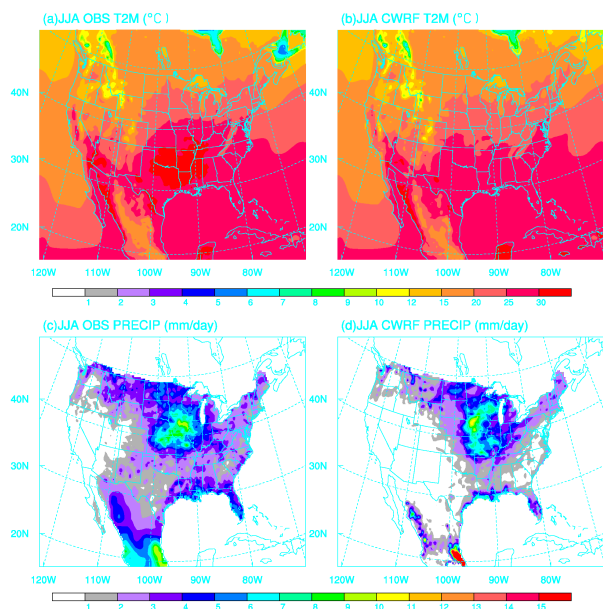 (a)JJA OBS T2M (℃)
(b)JJA CWRF T2M (℃)
40N
30N
20N
120W 110W 100W 90W 80W
40N
30N
20N
120W 110W 100W 90W 80W
1 2 3 4 5 6 7 8 9 10 12 15 20 25 30
(c)JJA OBS PRECIP (mm/day)
(d)JJA CWRF PRECIP (mm/day)
40N
30N
20N
120W 110W 100W 90W 80W
40N
30N
20N
120W 110W 100W 90W 80W
1 2 3 4 5 6 7 8 9 10 11 12 13 14 15